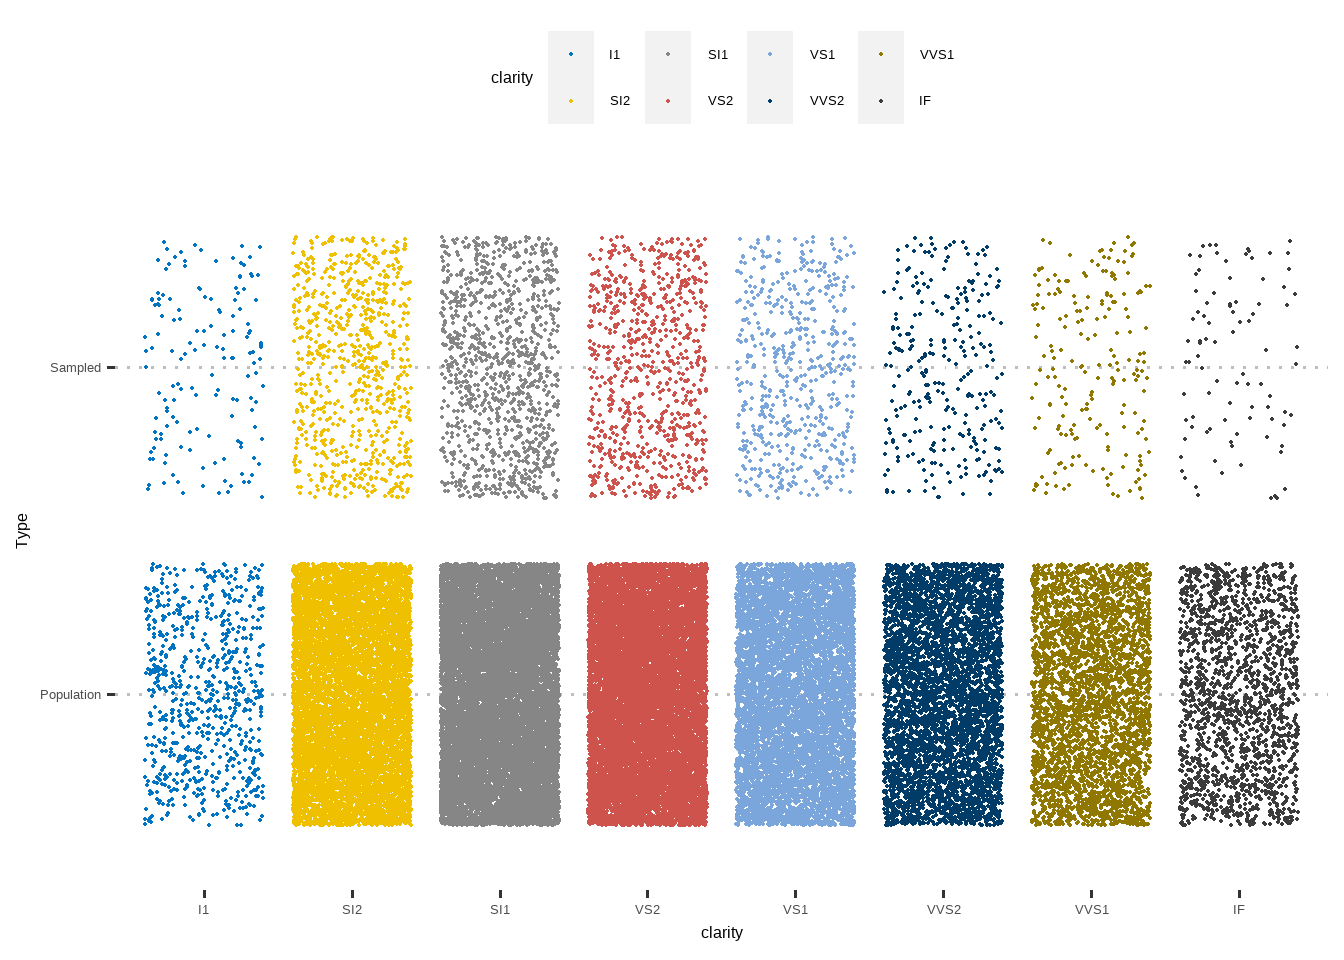 I1 SI1 VS1 VVS1
clarity
SI2 VS2 VVS2 IF
Sampled
Type
Population
I1 SI2 SI1 VS2 VS1 VVS2 VVS1 IF
clarity